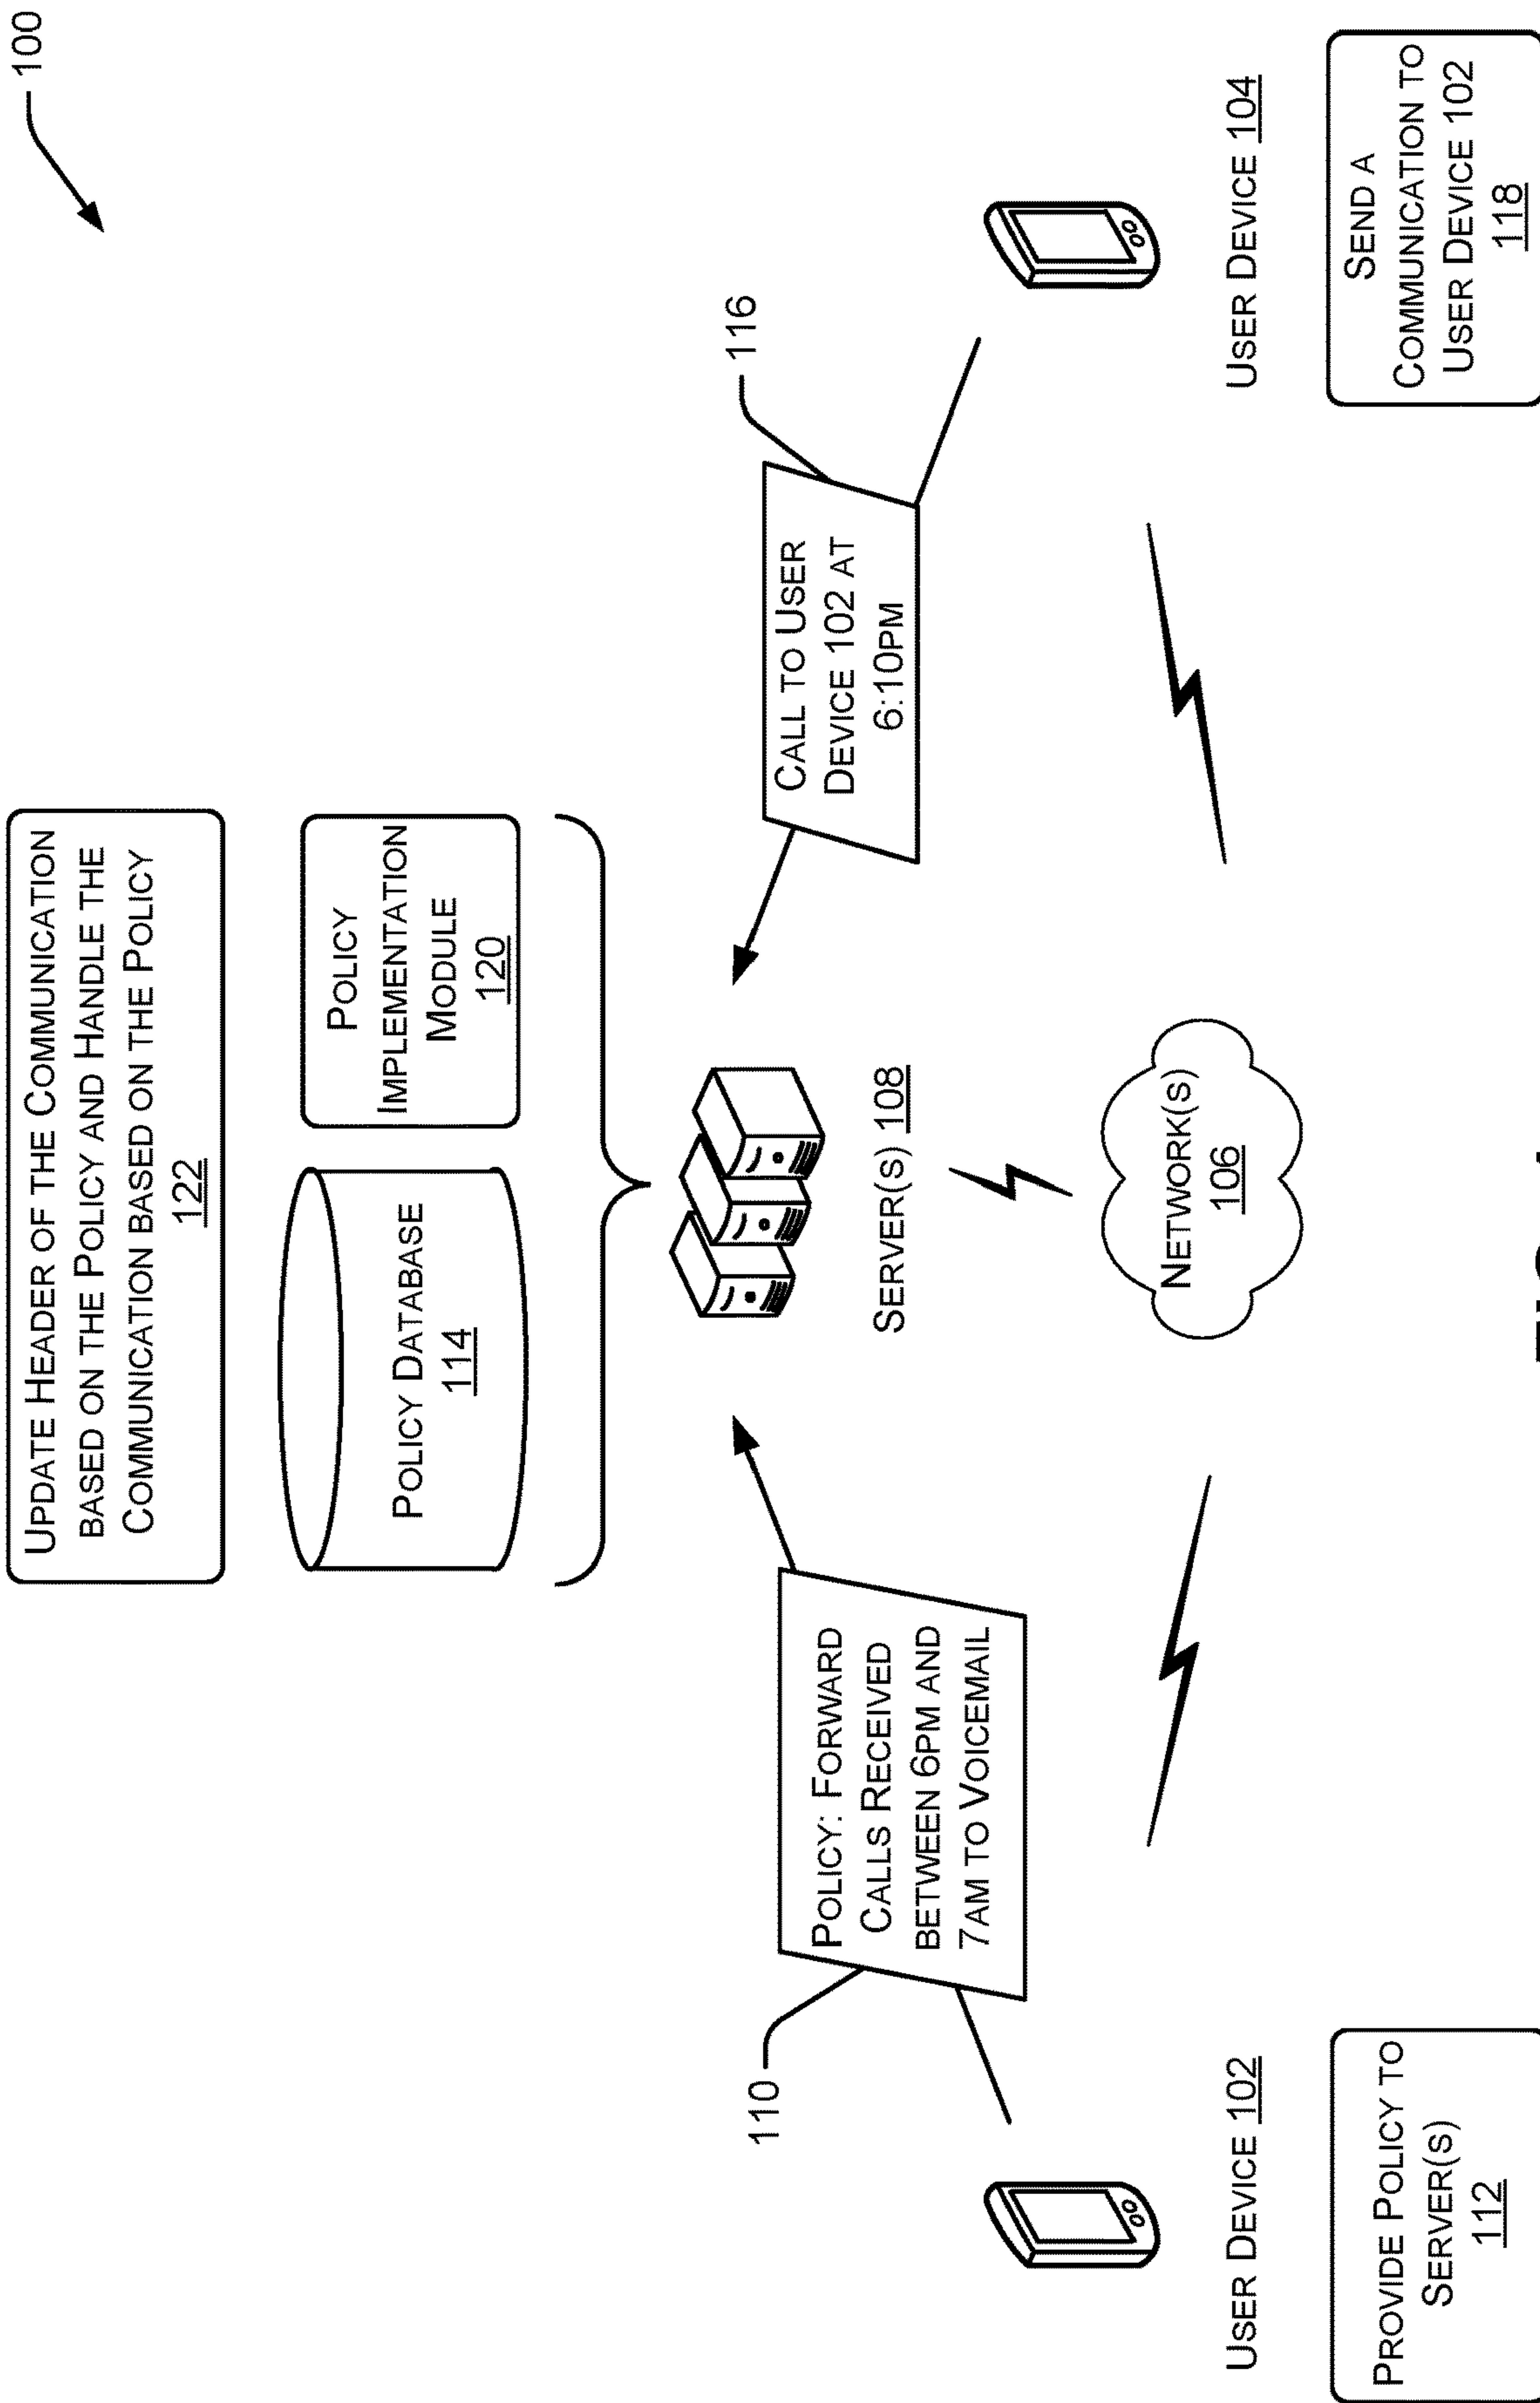 100
Update Header of the Communication
based on the Policy and Handle the
Communication based on the Policy
122
Policy Database
114
Policy
Implementation
Module
120
Policy: Forward
Calls Received
between 6pm and
7am to Voicemail
110
Server(s) 108
Call to User
Device 102 at
6:10pm
116
User Device 102
Network(s)
106
User Device 104
Provide Policy to
Server(s)
112
Send a
Communication to
User Device 102
118